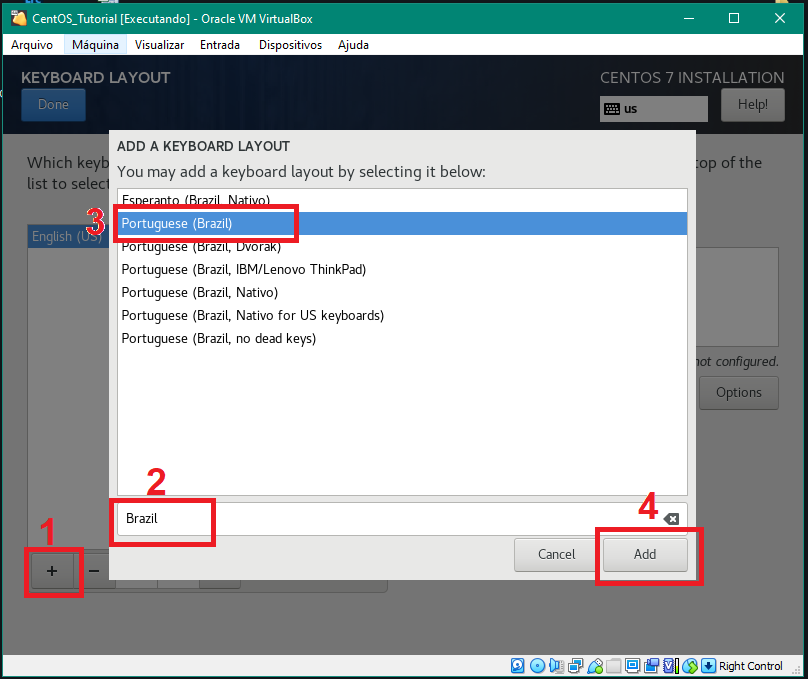 CentOS_Tutorial [Executando] - Oracle VM VirtualBox
Arquivo Máquina Visualizar Entrada Dispositivos Ajuda
KEYBOARD LAYOUT
CENTOS 7 INSTALLATION
Done
us
Help!
Which keyb
top of the
list to select
ADD A KEYBOARD LAYOUT
You may add a keyboard layout by selecting it below:
Esperanto (Brazil, Nativo)
3
Portuguese (Brazil)
English (US)
Portuguese (Brazil, Dvorak)
Portuguese (Brazil, IBM/Lenovo ThinkPad)
Portuguese (Brazil, Nativo)
Portuguese (Brazil, Nativo for US keyboards)
Portuguese (Brazil, no dead keys)
not configured.
Options
2
4
Brazil
1
Cancel
Add
+
−
Right Control